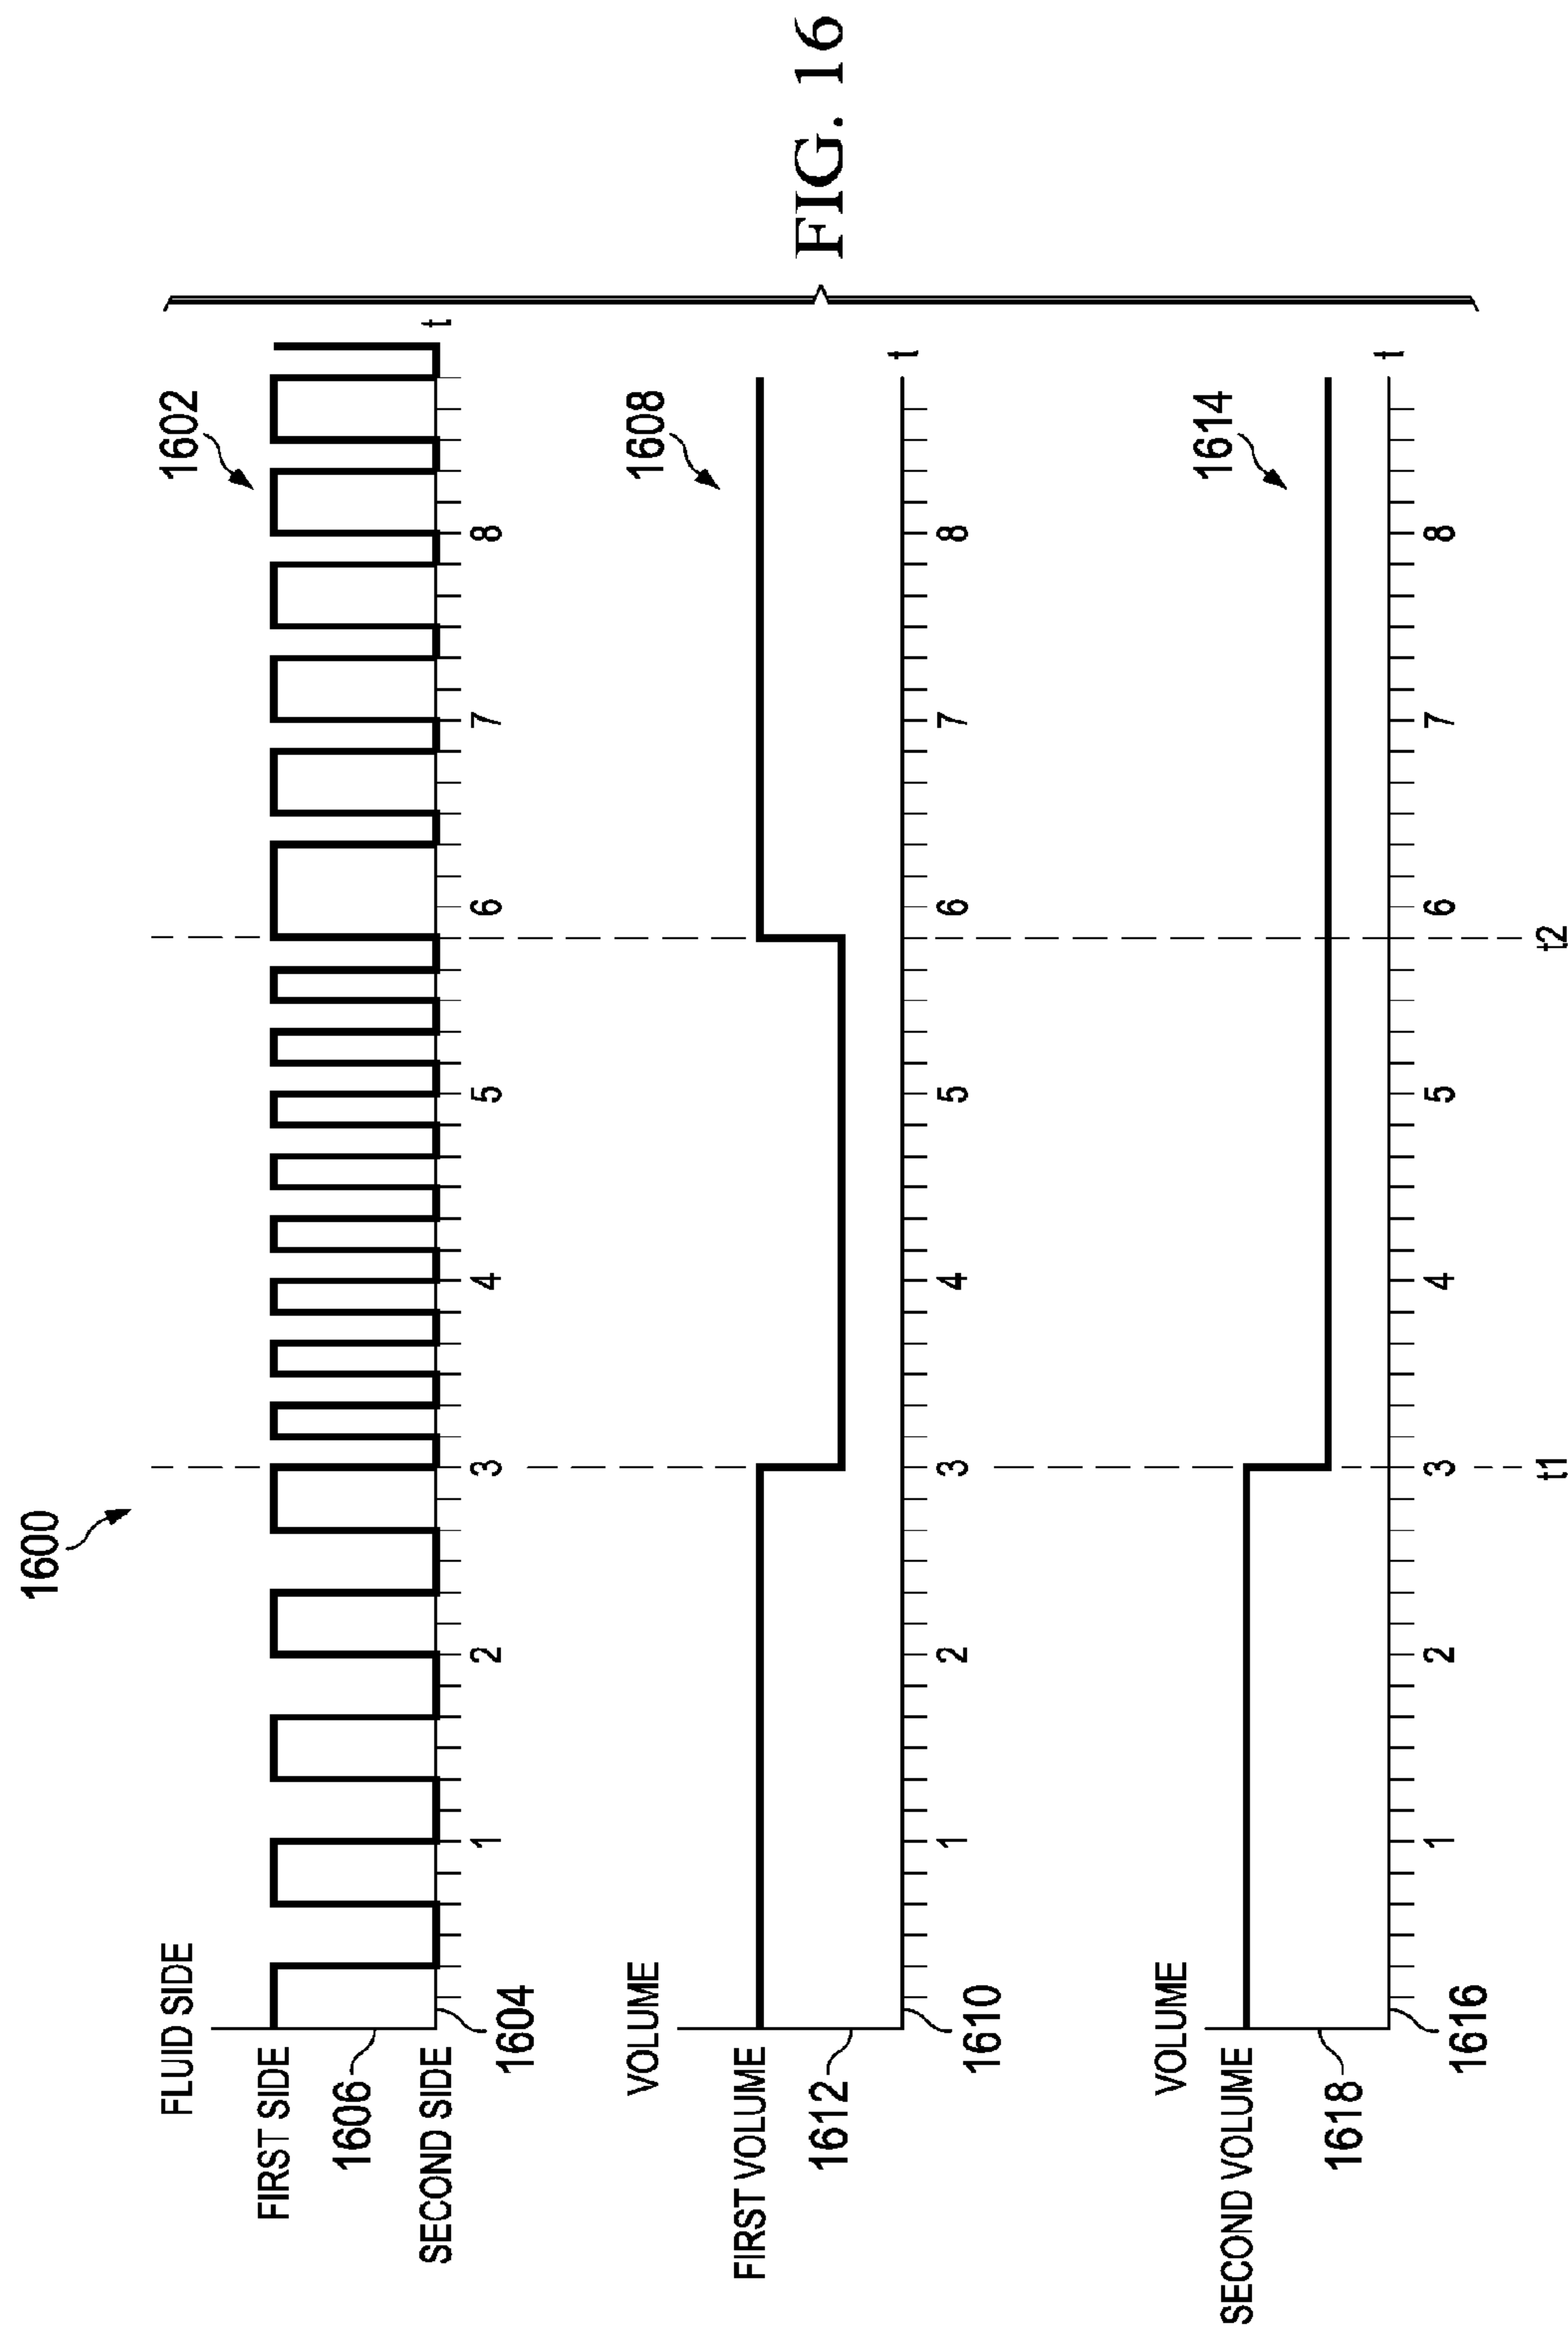 1600
FLUID SIDE
1602
FIRST SIDE
1606
SECOND SIDE
1604
1
2
3
4
5
6
7
8
t
VOLUME
1608
FIRST VOLUME
1612
1610
1
2
3
4
5
6
7
8
t
VOLUME
1614
SECOND VOLUME
1618
1616
1
2
3
4
5
6
7
8
t
t1
t2
FIG. 16